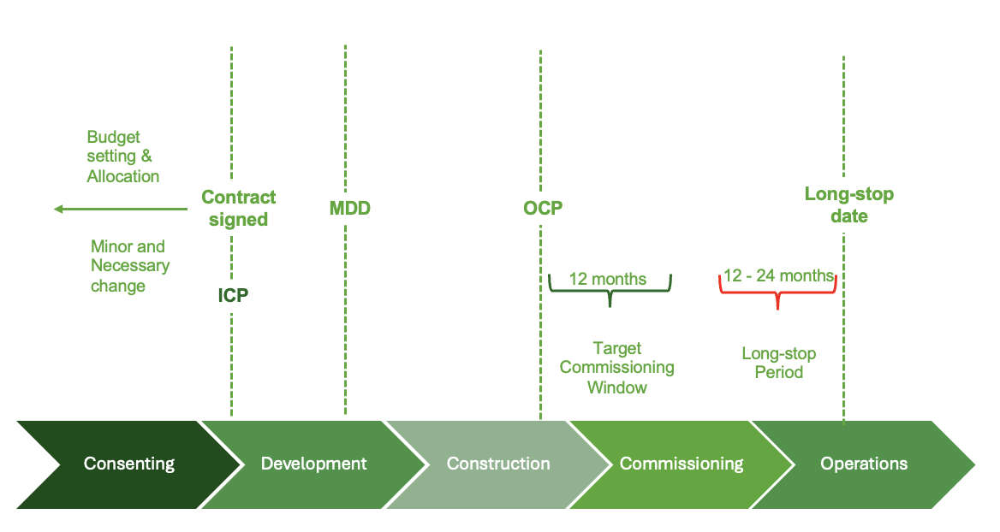 Budget
setting &
Allocation
Minor and
Necessary
change
Contract
signed
ICP
MDD
OCP
12 months
Target
Commissioning
Window
Long-stop
date
12 - 24 months
Long-stop
Period
Consenting
Development
Construction
Commissioning
Operations